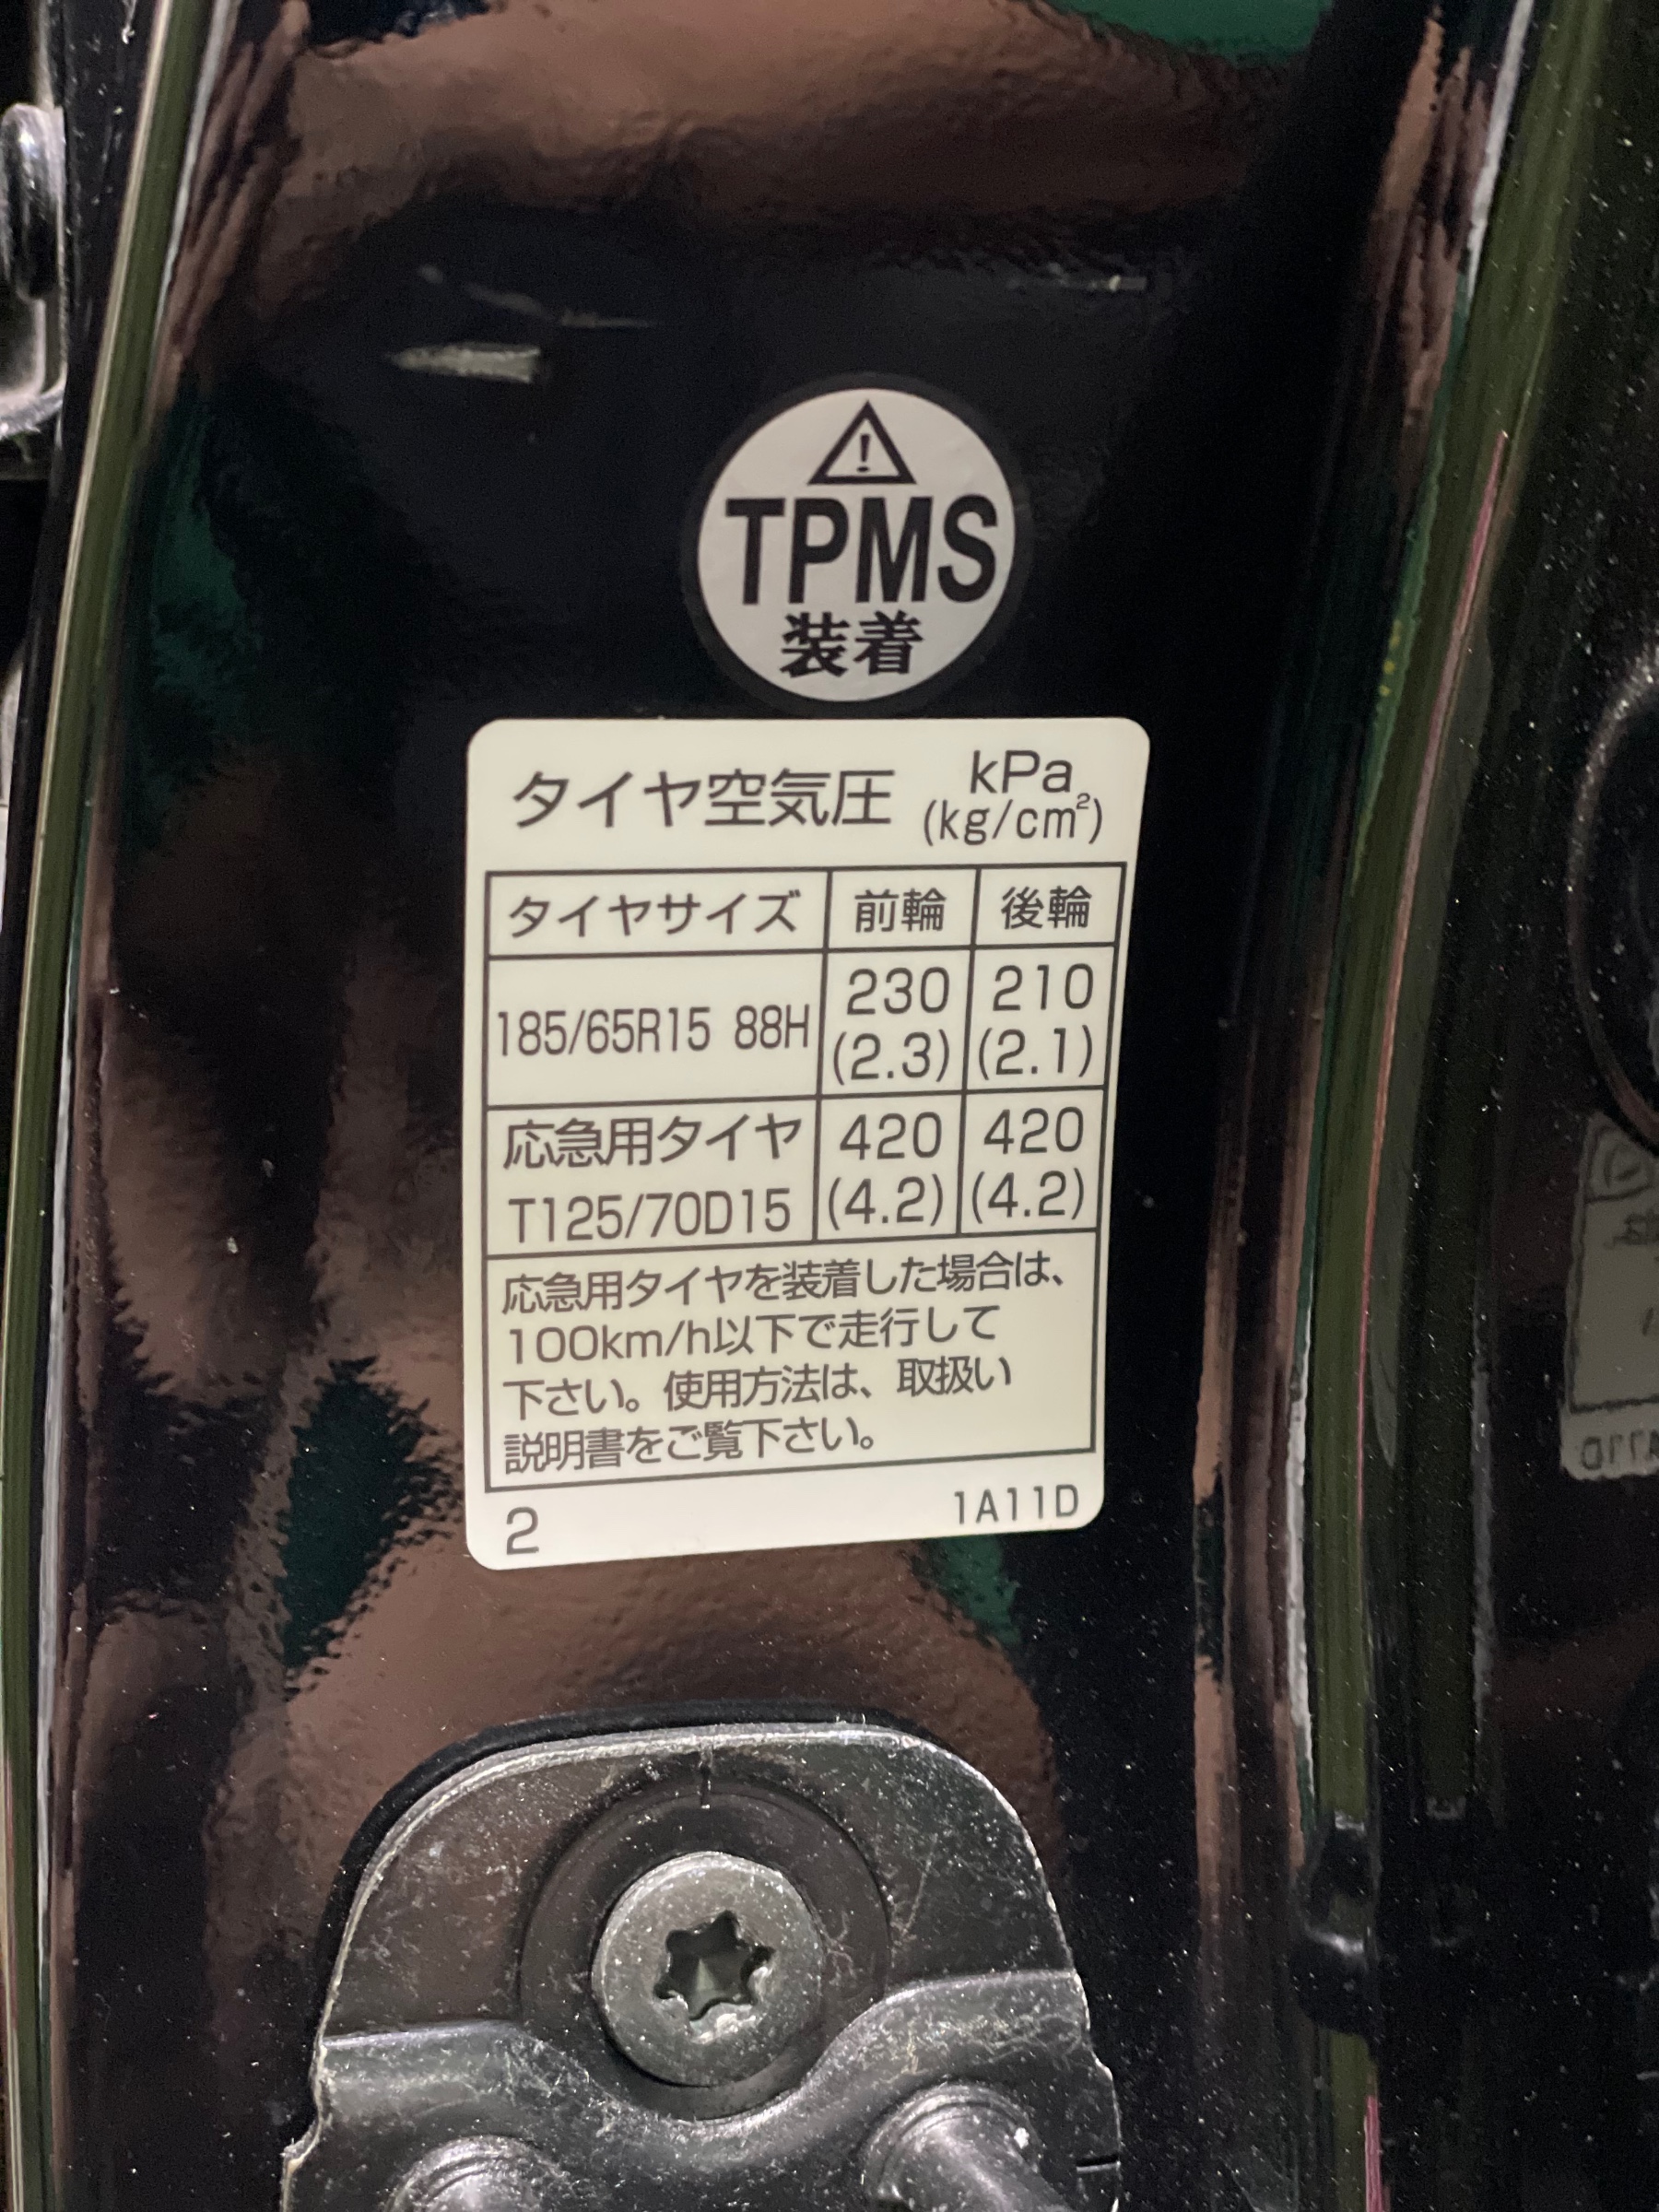 !
TPMS
装着
タイヤ空気圧 kPa
(kg/cm²)
タイヤサイズ 前輪 後輪
185/65R15 88H 230 210
(2.3) (2.1)
応急用タイヤ 420 420
T125/70D15 (4.2) (4.2)
応急用タイヤを装着した場合は、
100km/h以下で走行して
下さい。使用方法は、取扱い
説明書をご覧下さい。
2 1A11D